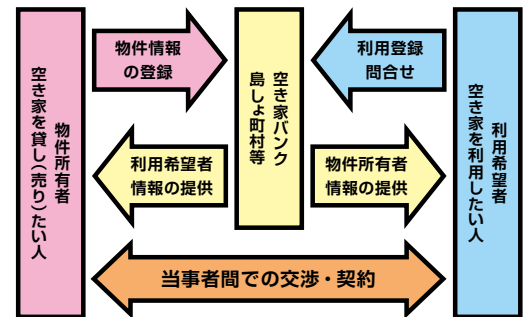 物件所有者
空き家を貸し(売り)たい人
物件情報
の登録
利用希望者
情報の提供
空き家バンク
島しょ町村等
利用登録
問合せ
物件所有者
情報の提供
利用希望者
空き家を利用したい人
当事者間での交渉・契約